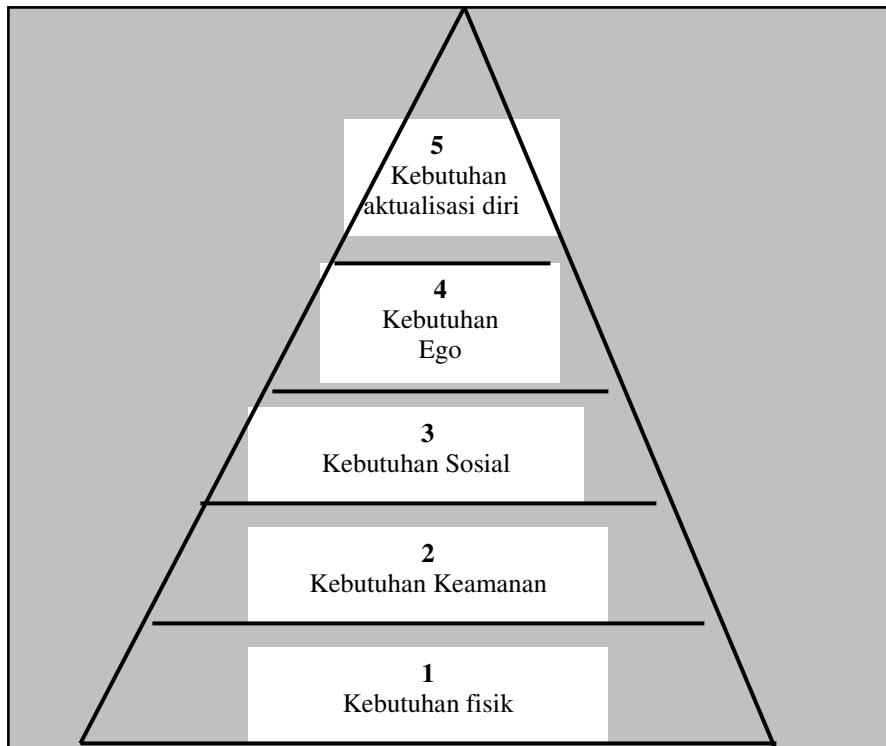 5
Kebutuhan
aktualisasi diri
4
Kebutuhan
Ego
3
Kebutuhan Sosial
2
Kebutuhan Keamanan
1
Kebutuhan fisik